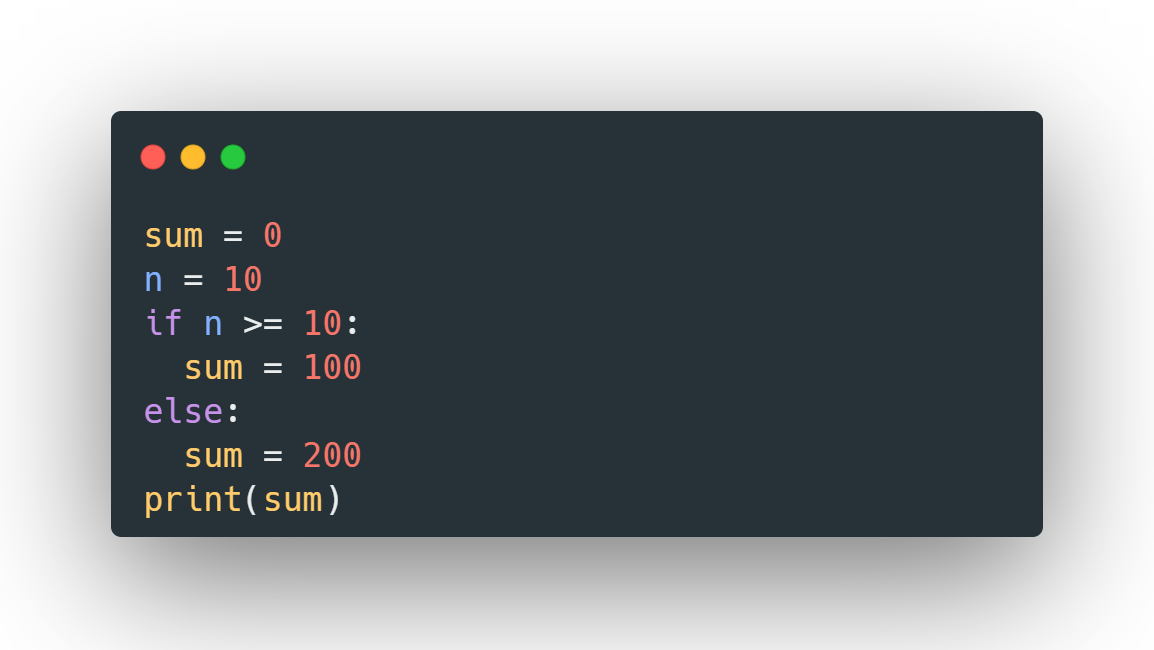 sum = 0
n = 10
if n >= 10:
  sum = 100
else:
  sum = 200
print(sum)